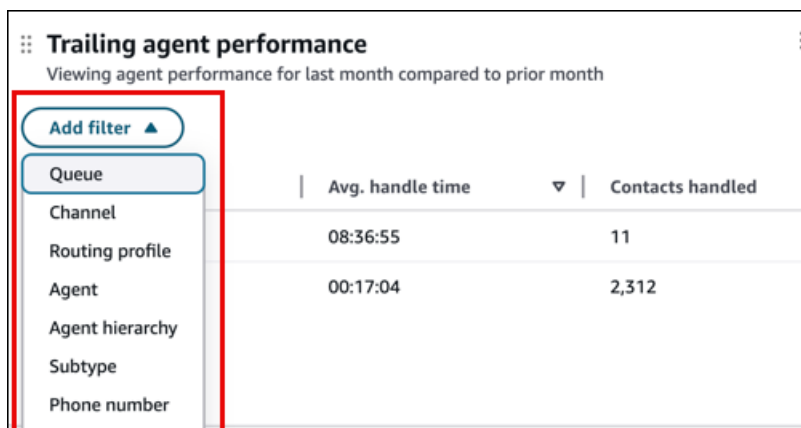 Trailing agent performance
Viewing agent performance for last month compared to prior month
Add filter
Queue
Avg. handle time
Contacts handled
Channel
08:36:55
11
Routing profile
Agent
00:17:04
2,312
Agent hierarchy
Subtype
Phone number